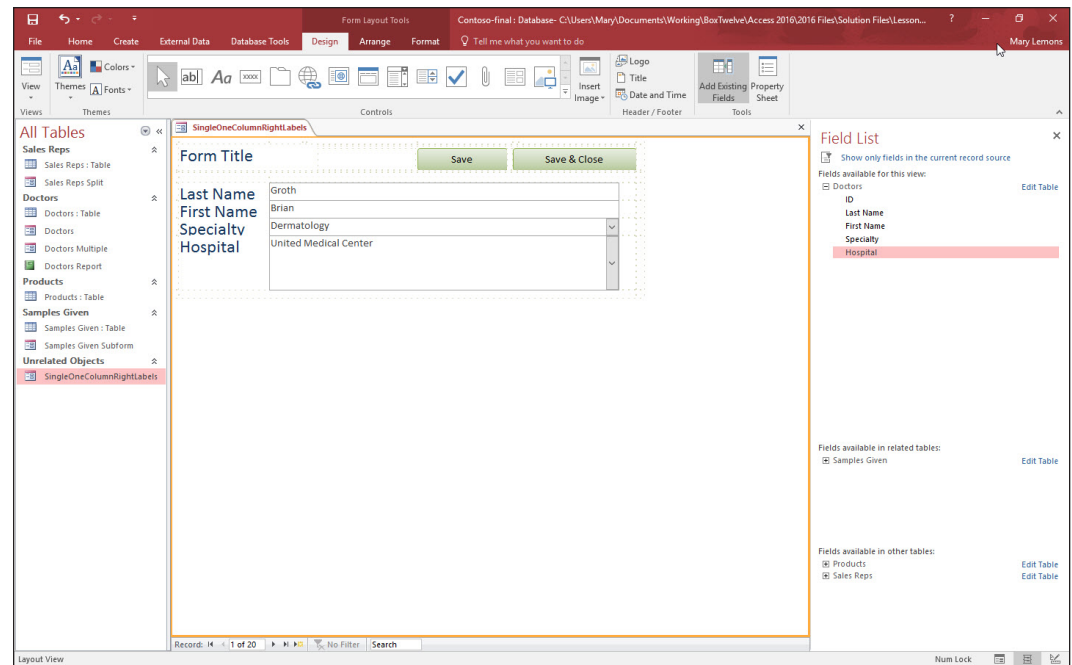 Form Layout Tools
Contoso-final : Database- C:\Users\Mary\Documents\Working\BoxTwelve\Access 2016\2016 Files\Solution Files\Lesson...
?
File Home Create External Data Database Tools Design Arrange Format Tell me what you want to do Mary Lemons
View
Themes
Aa
Colors
A Fonts
ab| Aa xxxx
Insert Image
Logo
Title
Date and Time
Add Existing Fields
Property Sheet
Views Themes Controls Header / Footer Tools
All Tables
Sales Reps
Sales Reps : Table
Sales Reps Split
Doctors
Doctors : Table
Doctors
Doctors Multiple
Doctors Report
Products
Products : Table
Samples Given
Samples Given : Table
Samples Given Subform
Unrelated Objects
SingleOneColumnRightLabels
SingleOneColumnRightLabels
Form Title Save Save & Close
Last Name Groth
First Name Brian
Specialty Dermatology
Hospital United Medical Center
Record: 1 of 20 No Filter Search
Field List
Show only fields in the current record source
Fields available for this view:
Doctors Edit Table
ID
Last Name
First Name
Specialty
Hospital
Fields available in related tables:
Samples Given Edit Table
Fields available in other tables:
Products Edit Table
Sales Reps Edit Table
Layout View Num Lock